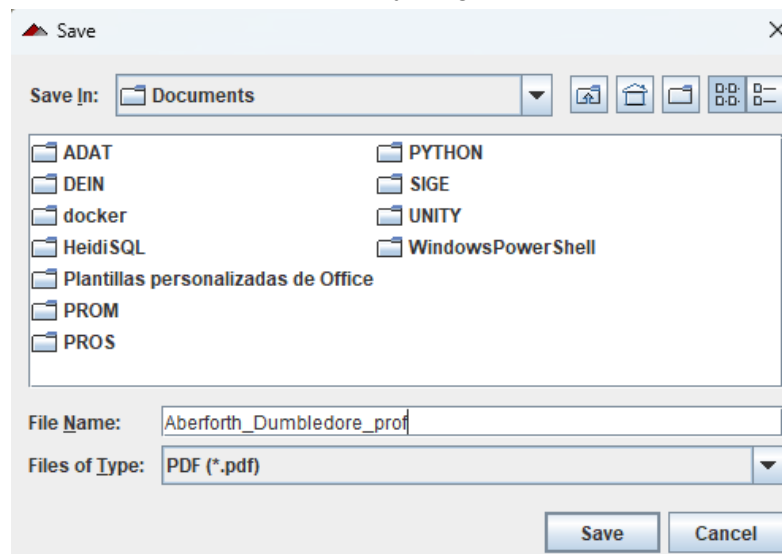 Save
Save In: Documents
ADAT
DEIN
docker
HeidiSQL
Plantillas personalizadas de Office
PROM
PROS
PYTHON
SIGE
UNITY
WindowsPowerShell
File Name: Aberforth_Dumbledore_prof
Files of Type: PDF (*.pdf)
Save Cancel